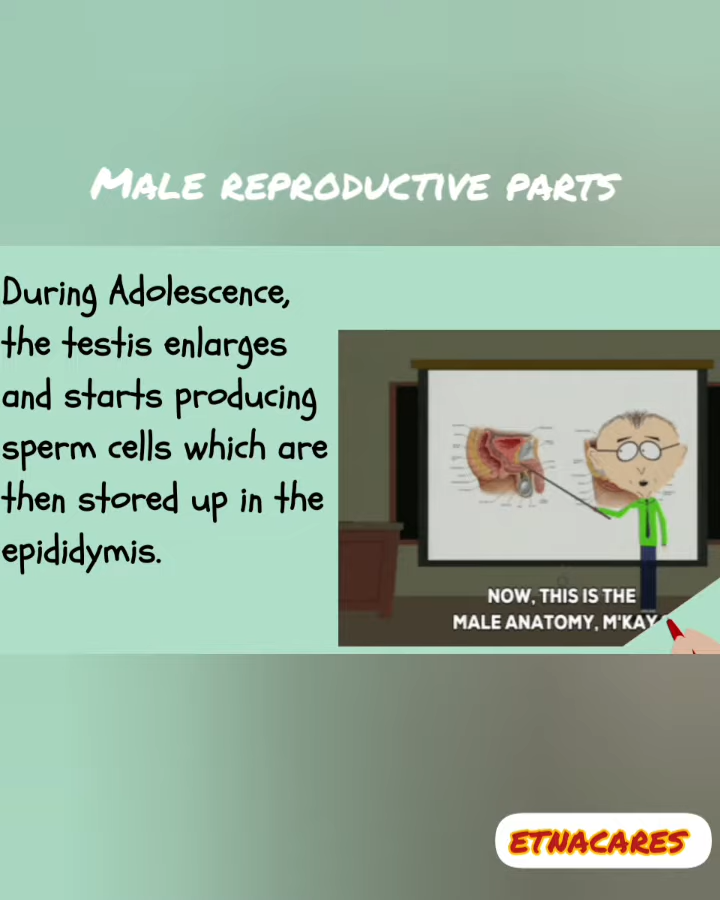 MALE REPRODUCTIVE PARTS
During Adolescence,
the testis enlarges
and starts producing
sperm cells which are
then stored up in the
epididymis.
NOW, THIS IS THE
MALE ANATOMY, M'KAY
ETNACARES